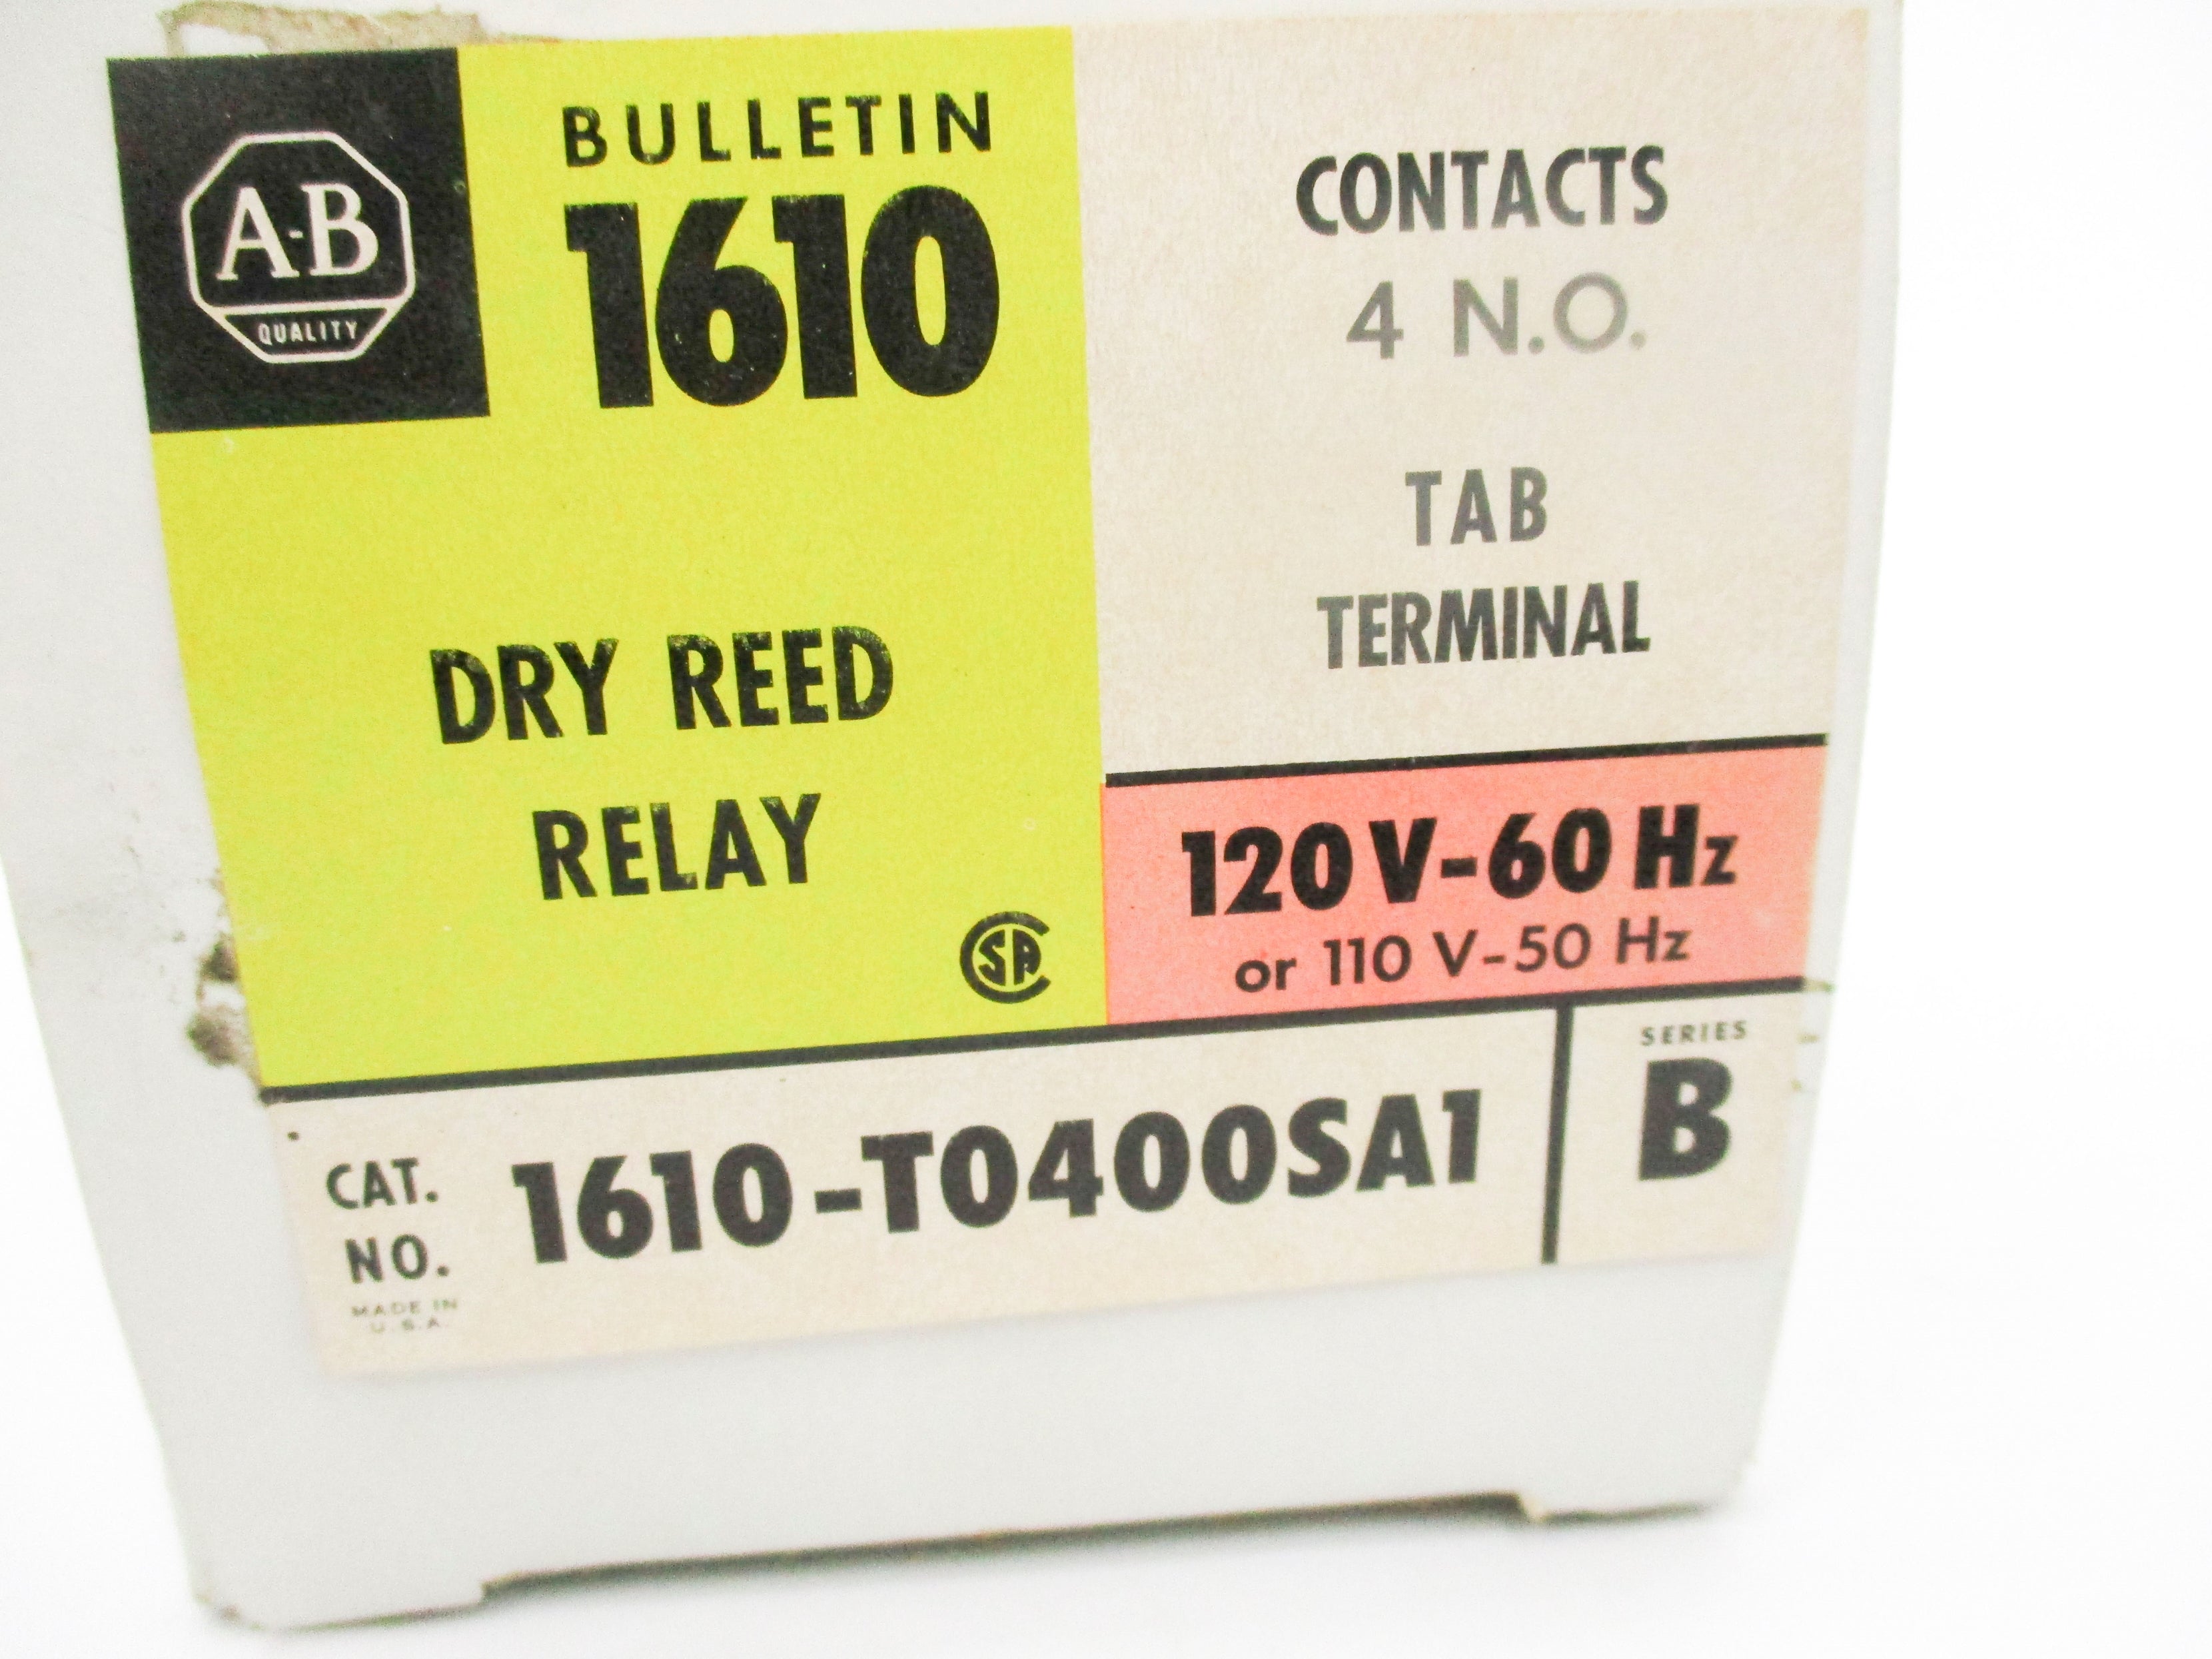 A-B
QUALITY
BULLETIN
1610
DRY REED
RELAY
CSA
CONTACTS
4 N.O.
TAB
TERMINAL
120 V-60 Hz
or 110 V-50 Hz
CAT.
NO.
1610-T0400SA1
MADE IN
U.S.A.
SERIES
B